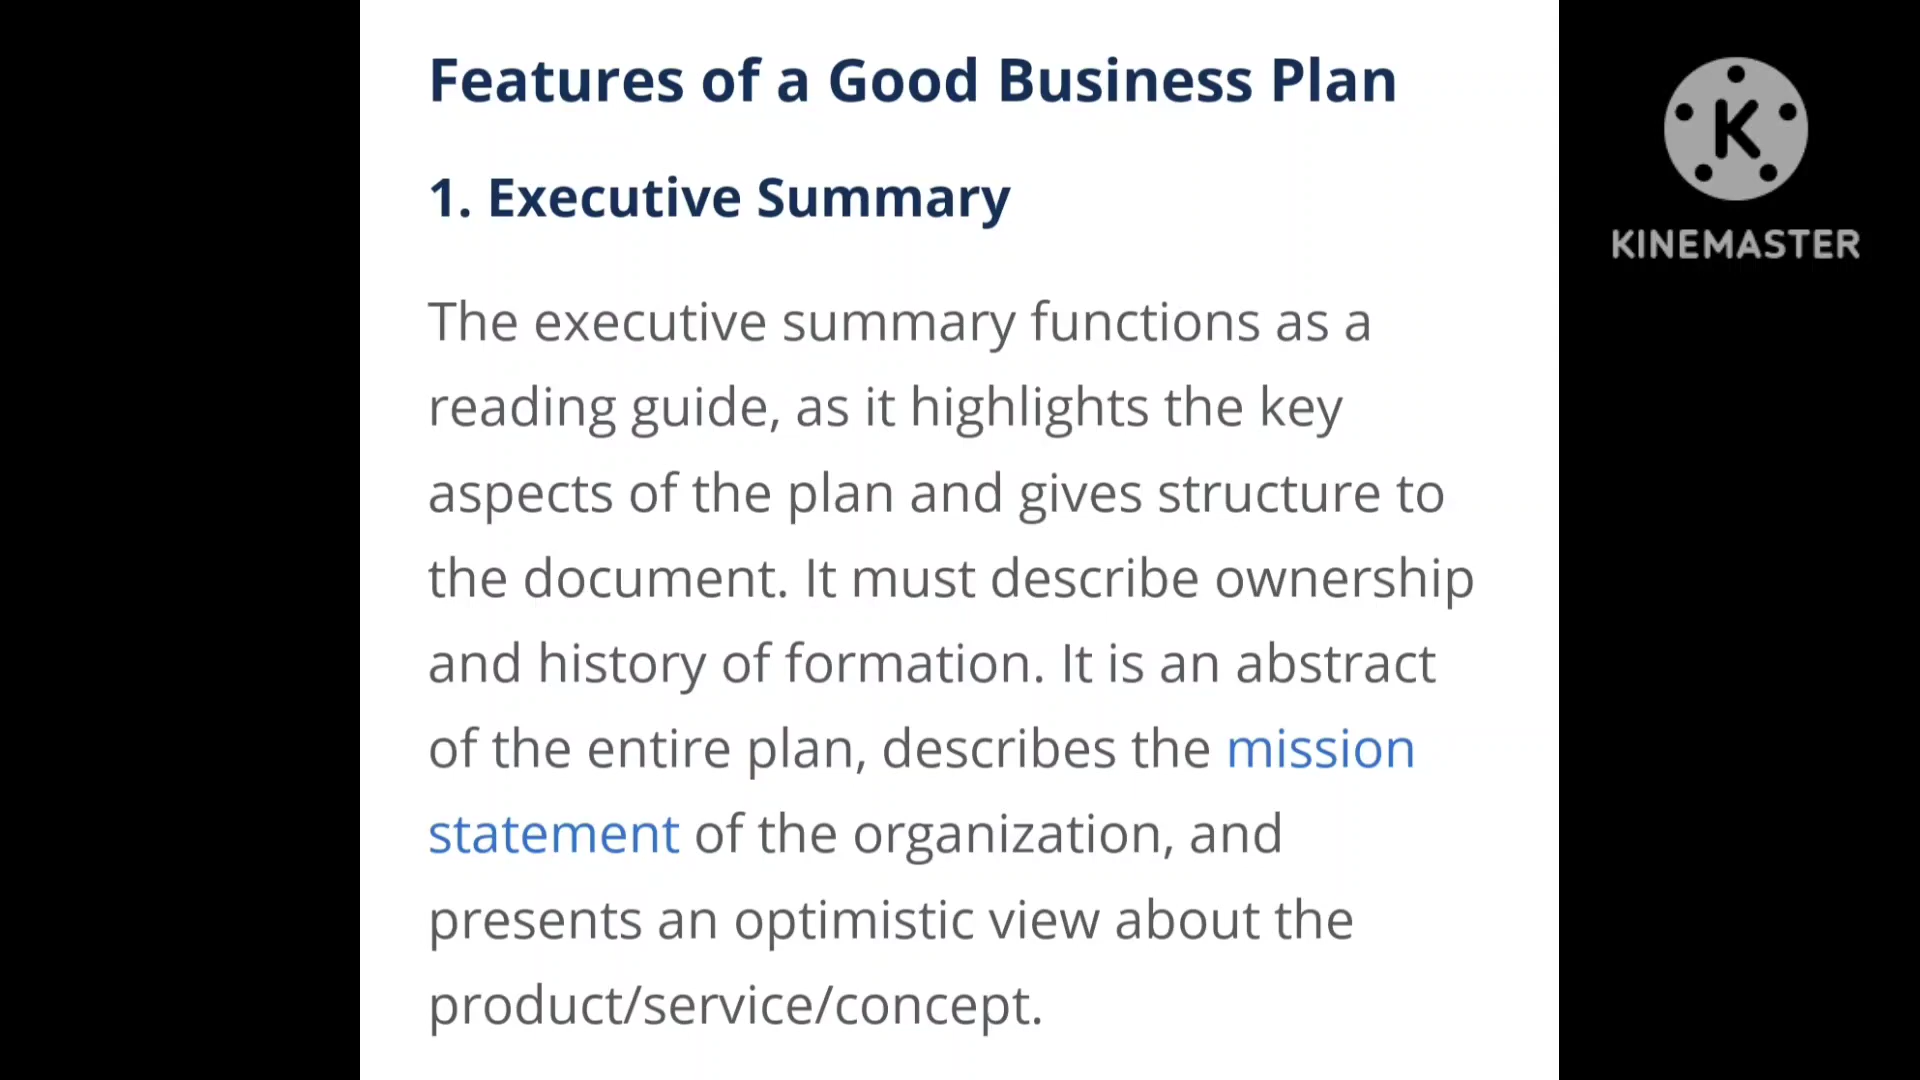 Features of a Good Business Plan
1. Executive Summary
The executive summary functions as a
reading guide, as it highlights the key
aspects of the plan and gives structure to
the document. It must describe ownership
and history of formation. It is an abstract
of the entire plan, describes the mission
statement of the organization, and
presents an optimistic view about the
product/service/concept.
K
KINEMASTER